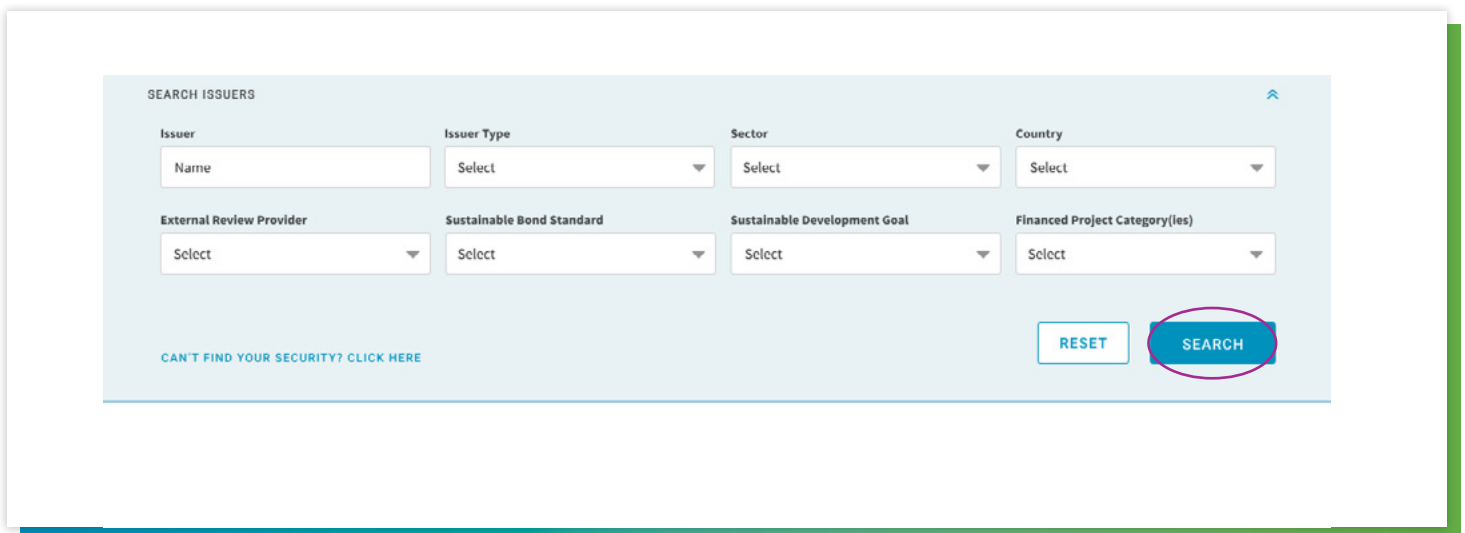 SEARCH ISSUERS
Issuer Issuer Type Sector Country
Name Select Select Select
External Review Provider Sustainable Bond Standard Sustainable Development Goal Financed Project Category(ies)
Select Select Select Select
RESET SEARCH
CAN'T FIND YOUR SECURITY? CLICK HERE